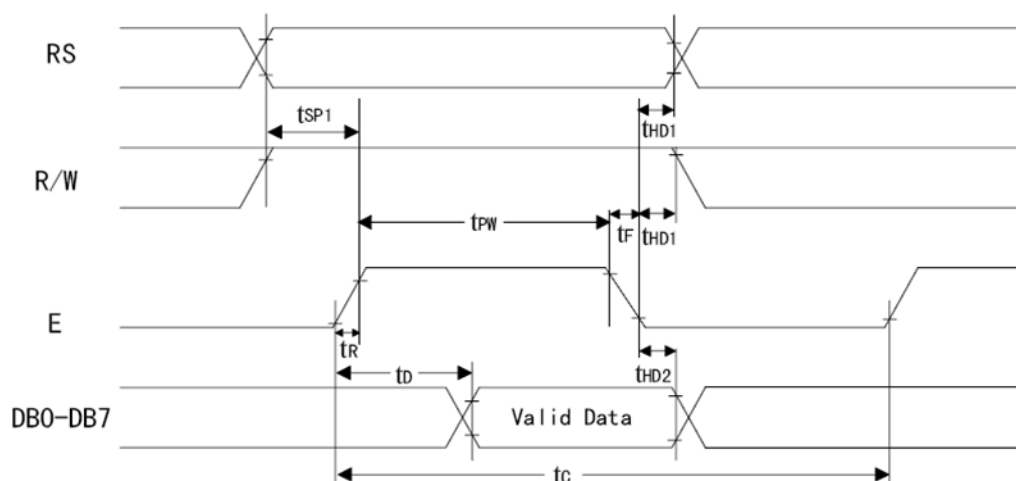 RS
tSP1
tHD1
R/W
tPW
tF
tHD1
E
tR
tD
tHD2
DB0-DB7
Valid Data
tC